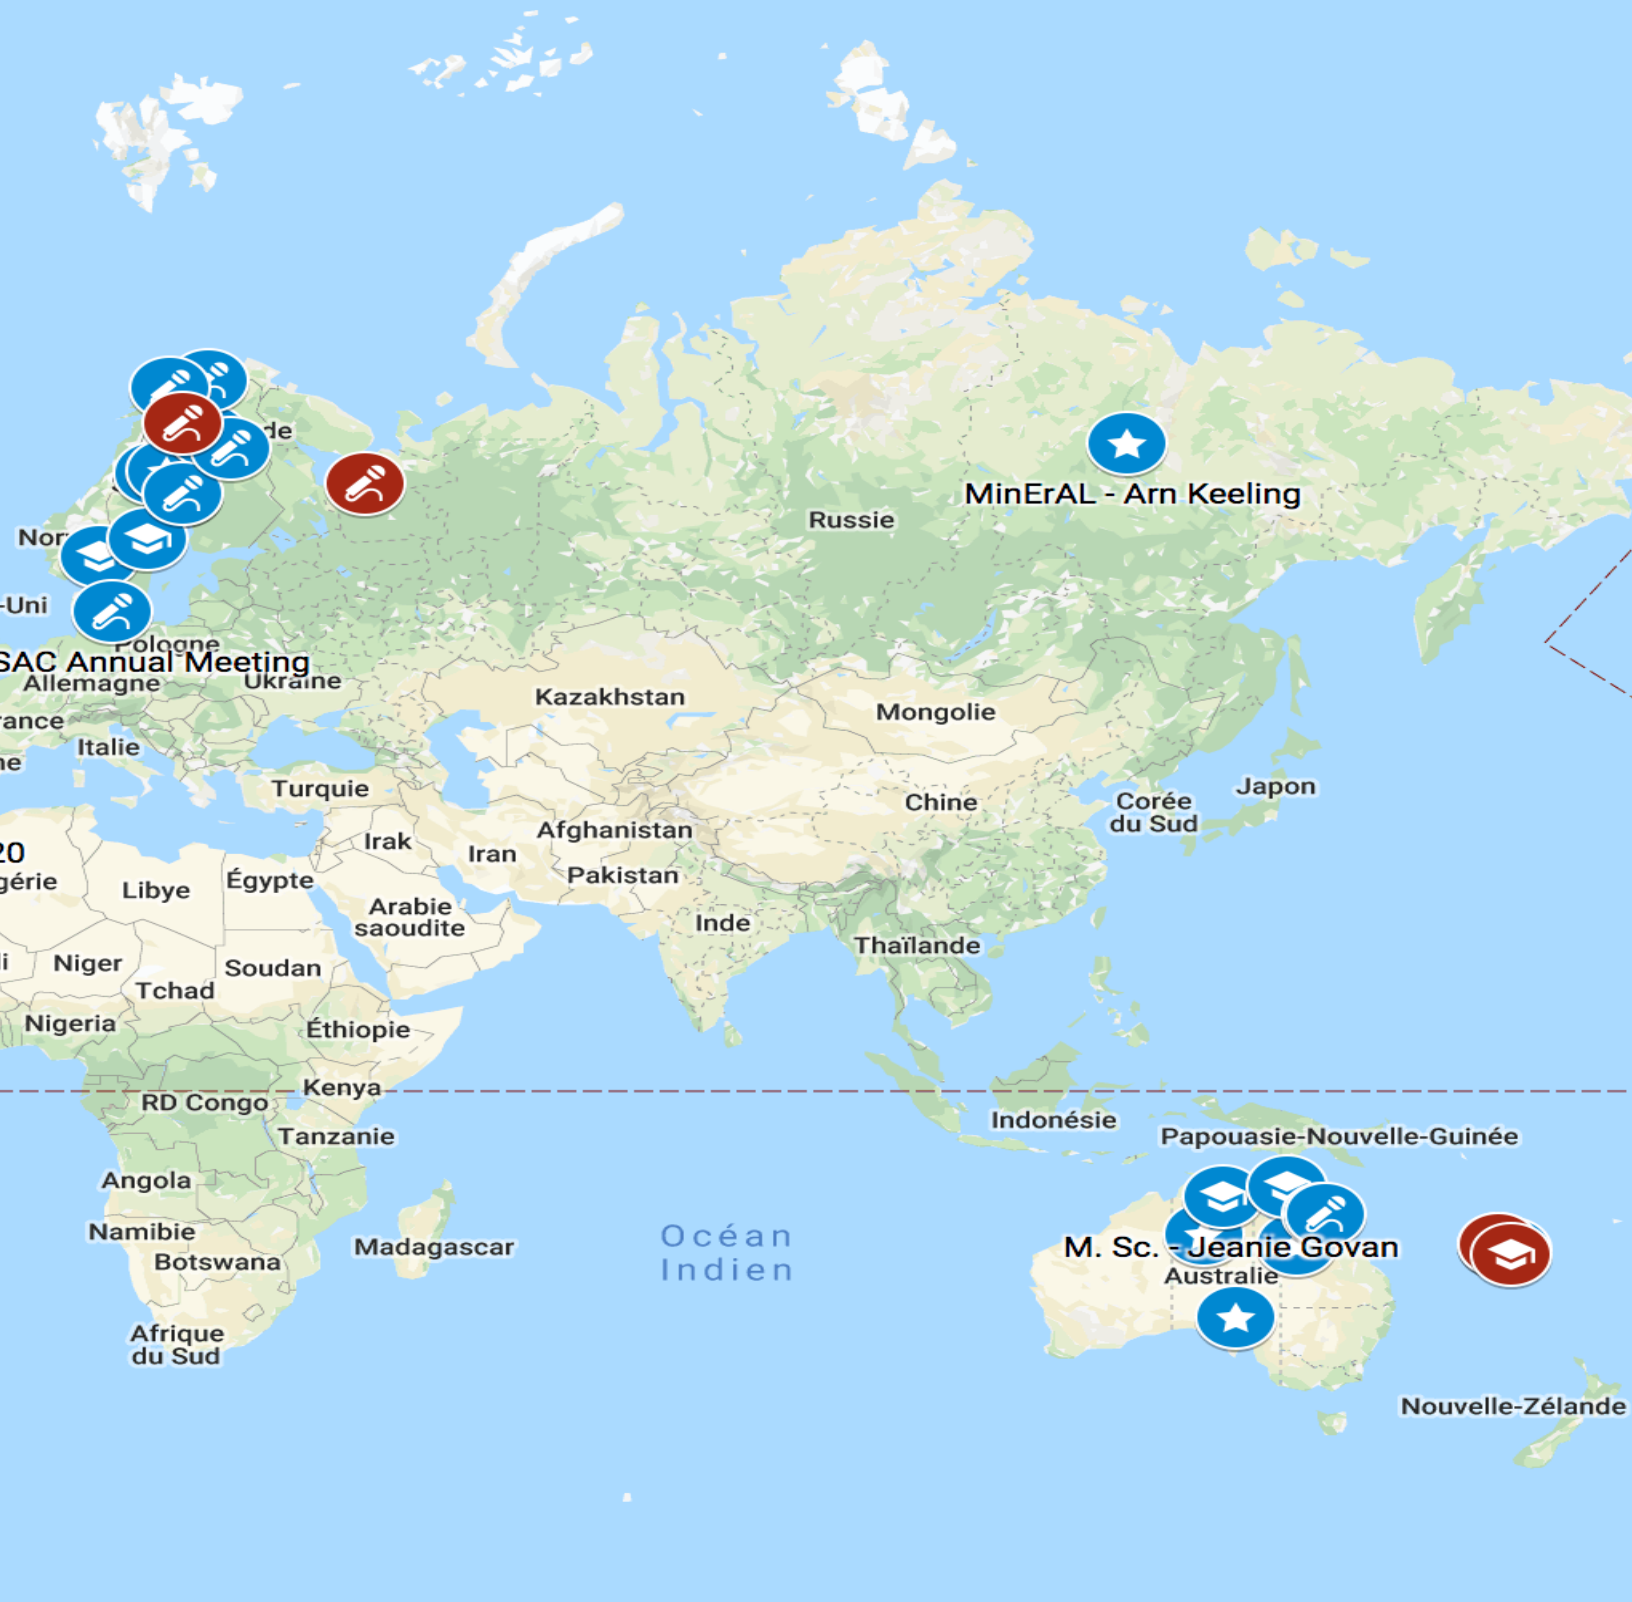 de
MinErAL - Arn Keeling
Russie
Nor
-Uni
Pologne
SAC Annual Meeting
Allemagne
Ukraine
Kazakhstan
Mongolie
rance
Italie
ne
Turquie
Japon
Chine
Corée
du Sud
Afghanistan
Irak
Iran
20
gérie
Libye
Égypte
Pakistan
Arabie
saoudite
Inde
Thaïlande
li
Niger
Soudan
Tchad
Nigeria
Éthiopie
Kenya
RD Congo
Indonésie
Tanzanie
Papouasie-Nouvelle-Guinée
Angola
Namibie
Botswana
Madagascar
Océan
Indien
M. Sc. - Jeanie Govan
Australie
Afrique
du Sud
Nouvelle-Zélande